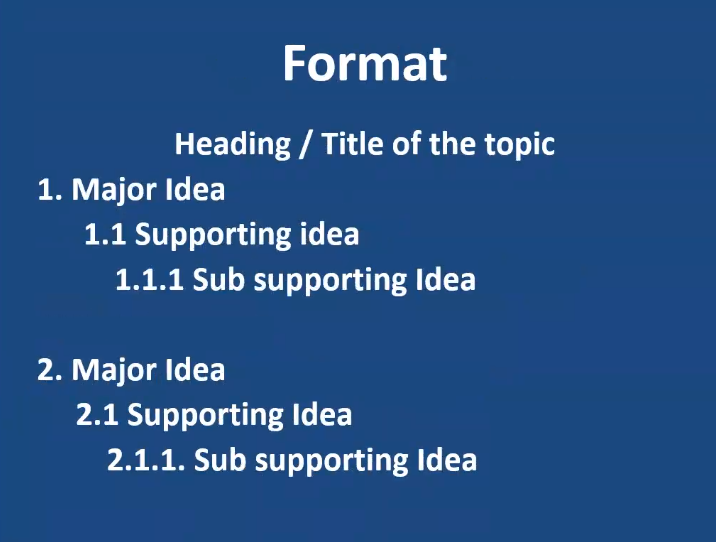 Format
Heading / Title of the topic
1. Major Idea
1.1 Supporting idea
1.1.1 Sub supporting Idea
2. Major Idea
2.1 Supporting Idea
2.1.1. Sub supporting Idea